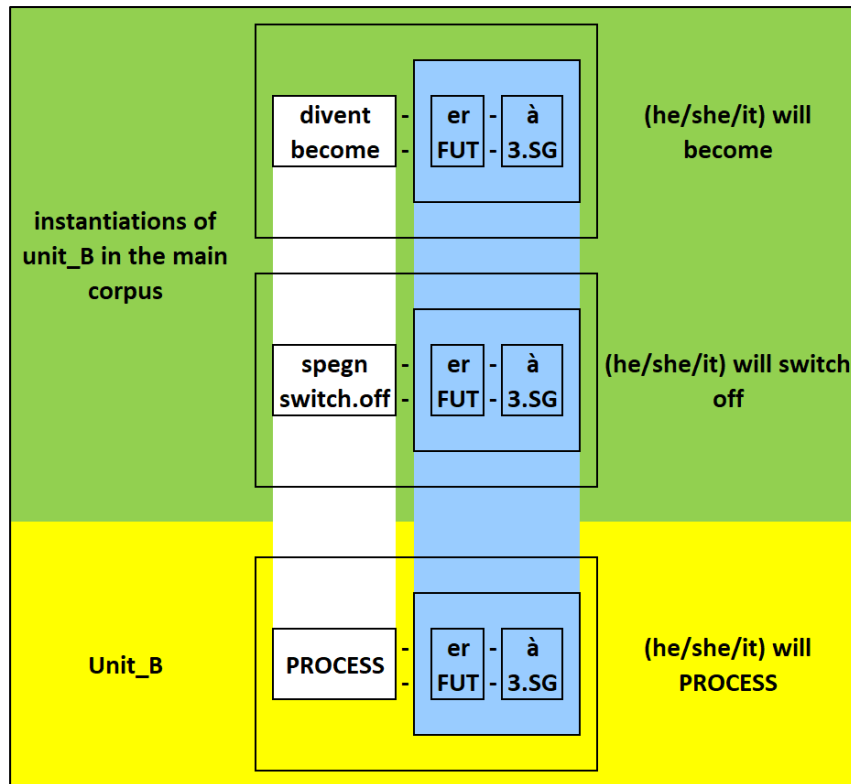 divent - er - à
become - FUT - 3.SG
(he/she/it) will
become
instantiations of
unit_B in the main
corpus
spegn - er - à
switch.off - FUT - 3.SG
(he/she/it) will switch
off
Unit_B
PROCESS
- er - à
- FUT - 3.SG
(he/she/it) will
PROCESS